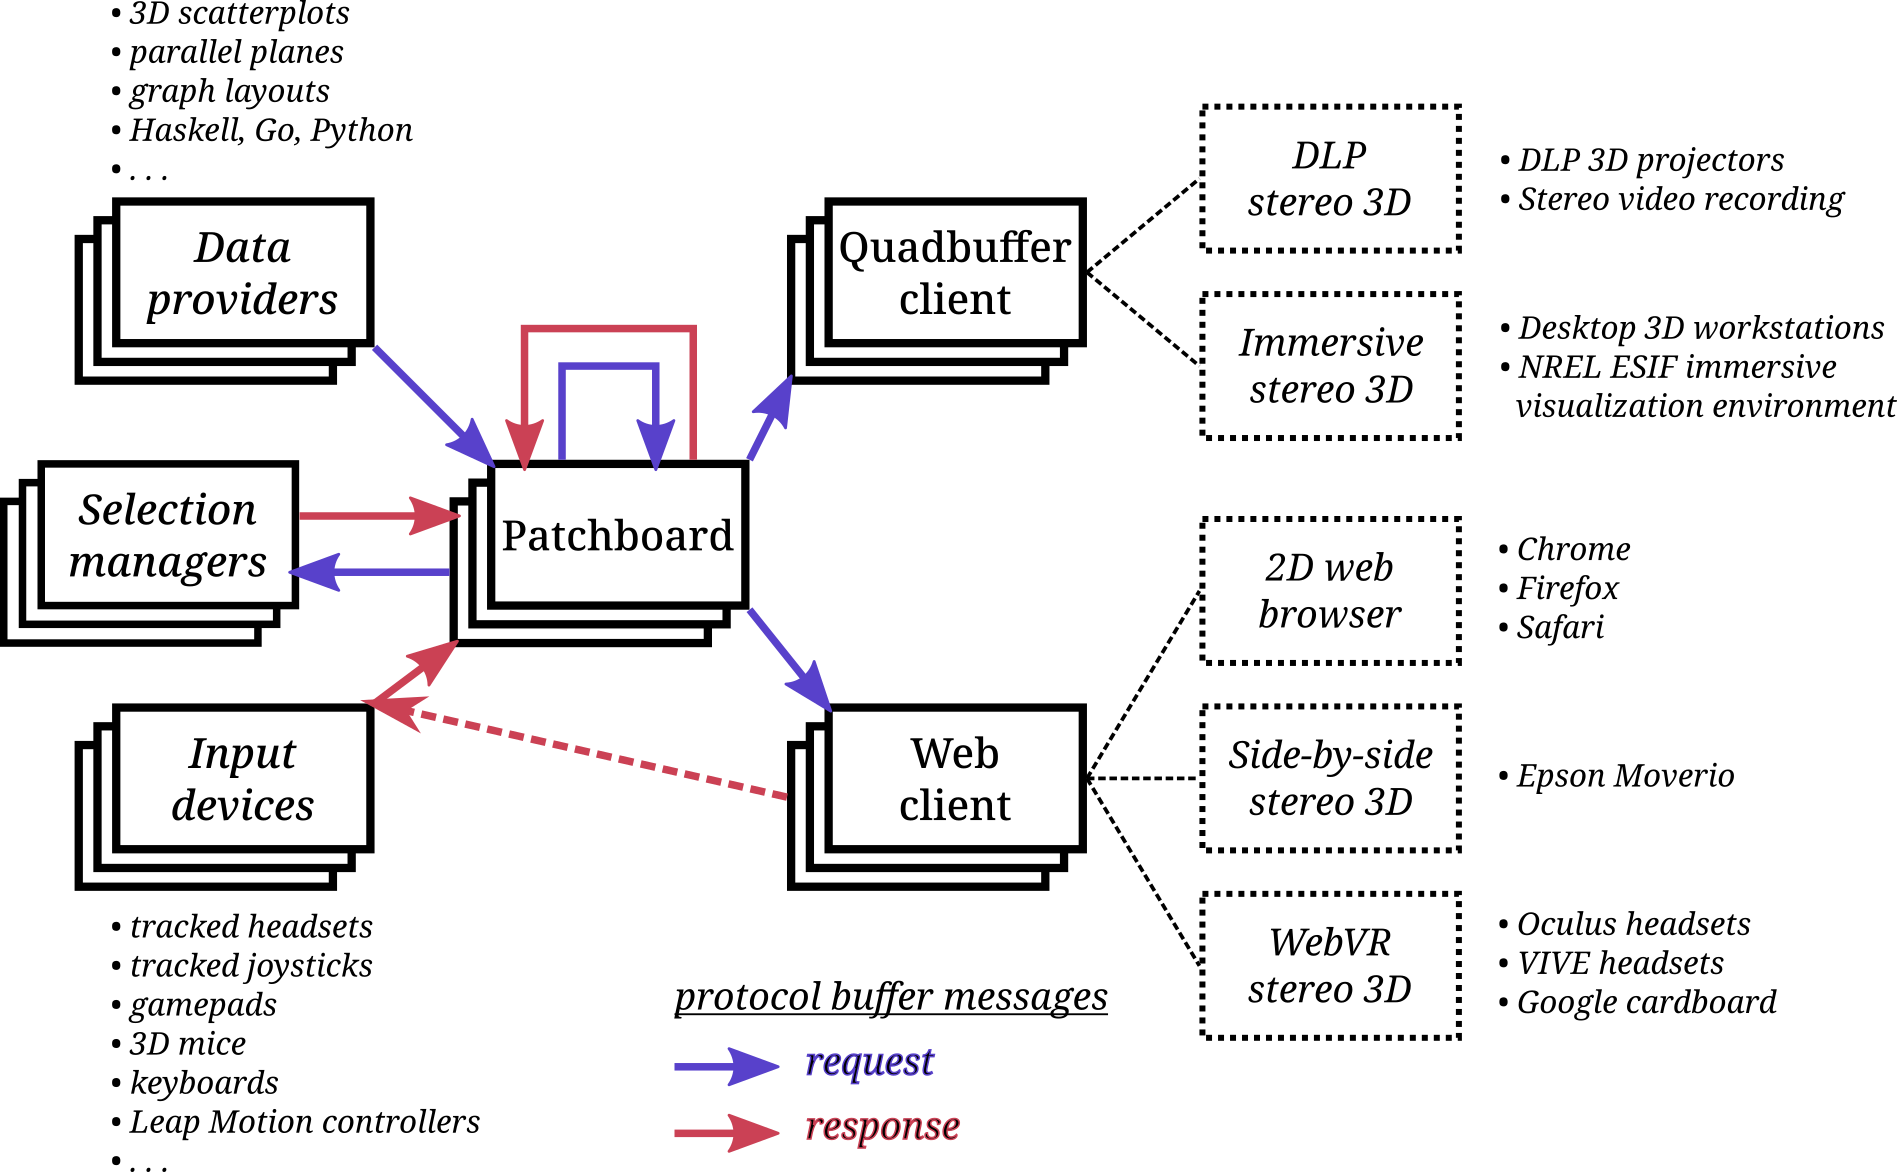 • 3D scatterplots
• parallel planes
• graph layouts
• Haskell, Go, Python
• . . .
Data
providers
Selection
managers
Input
devices
• tracked headsets
• tracked joysticks
• gamepads
• 3D mice
• keyboards
• Leap Motion controllers
• . . .
Patchboard
Quadbuffer
client
Web
client
protocol buffer messages
request
response
DLP
stereo 3D
• DLP 3D projectors
• Stereo video recording
Immersive
stereo 3D
• Desktop 3D workstations
• NREL ESIF immersive
visualization environment
2D web
browser
• Chrome
• Firefox
• Safari
Side-by-side
stereo 3D
• Epson Moverio
WebVR
stereo 3D
• Oculus headsets
• VIVE headsets
• Google cardboard